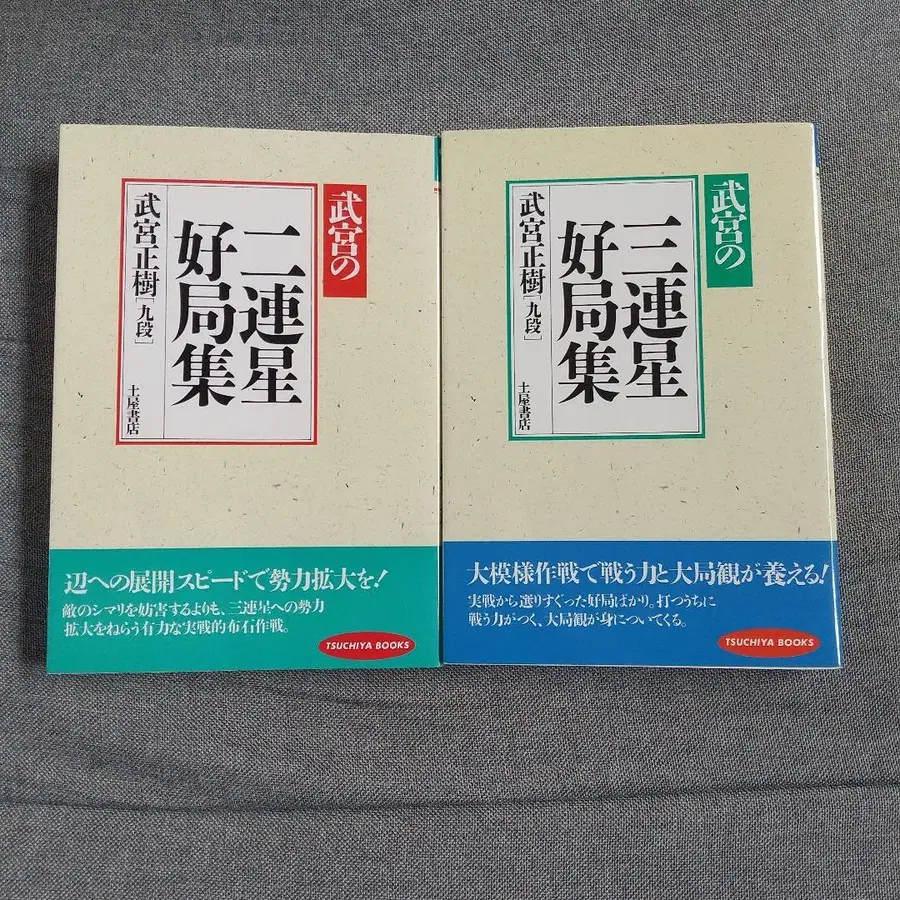 武宮の
二連星
好局集
武宮正樹[九段]
土屋書店
辺への展開スピードで勢力拡大を!
敵のシマリを妨害するよりも、三連星への勢力
拡大をねらう有力な実戦的布石作戦。
TSUCHIYA BOOKS
武宮の
三連星
好局集
武宮正樹[九段]
土屋書店
大模様作戦で戦う力と大局観が養える!
実戦から選りすぐった好局ばかり。打つうちに
戦う力がつく、大局観が身についてくる。
TSUCHIYA BOOKS